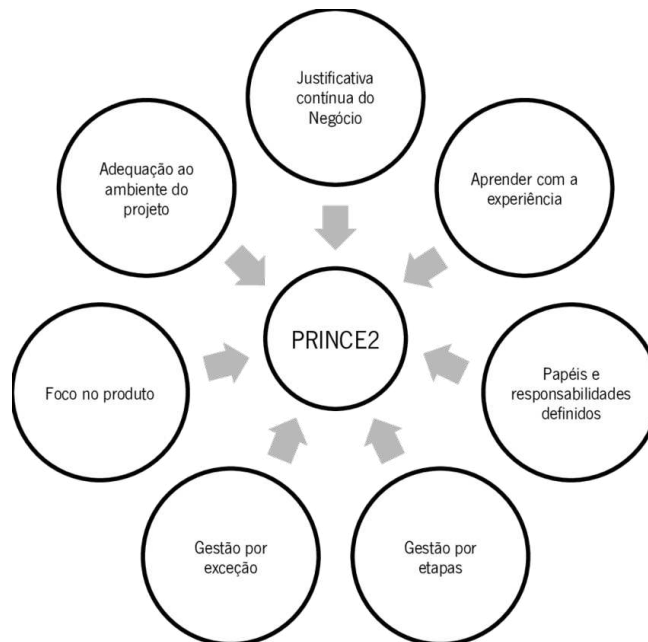 Justificativa
contínua do
Negócio
Adequação ao
ambiente do
projeto
Aprender com a
experiência
PRINCE2
Foco no produto
Papéis e
responsabilidades
definidos
Gestão por
exceção
Gestão por
etapas